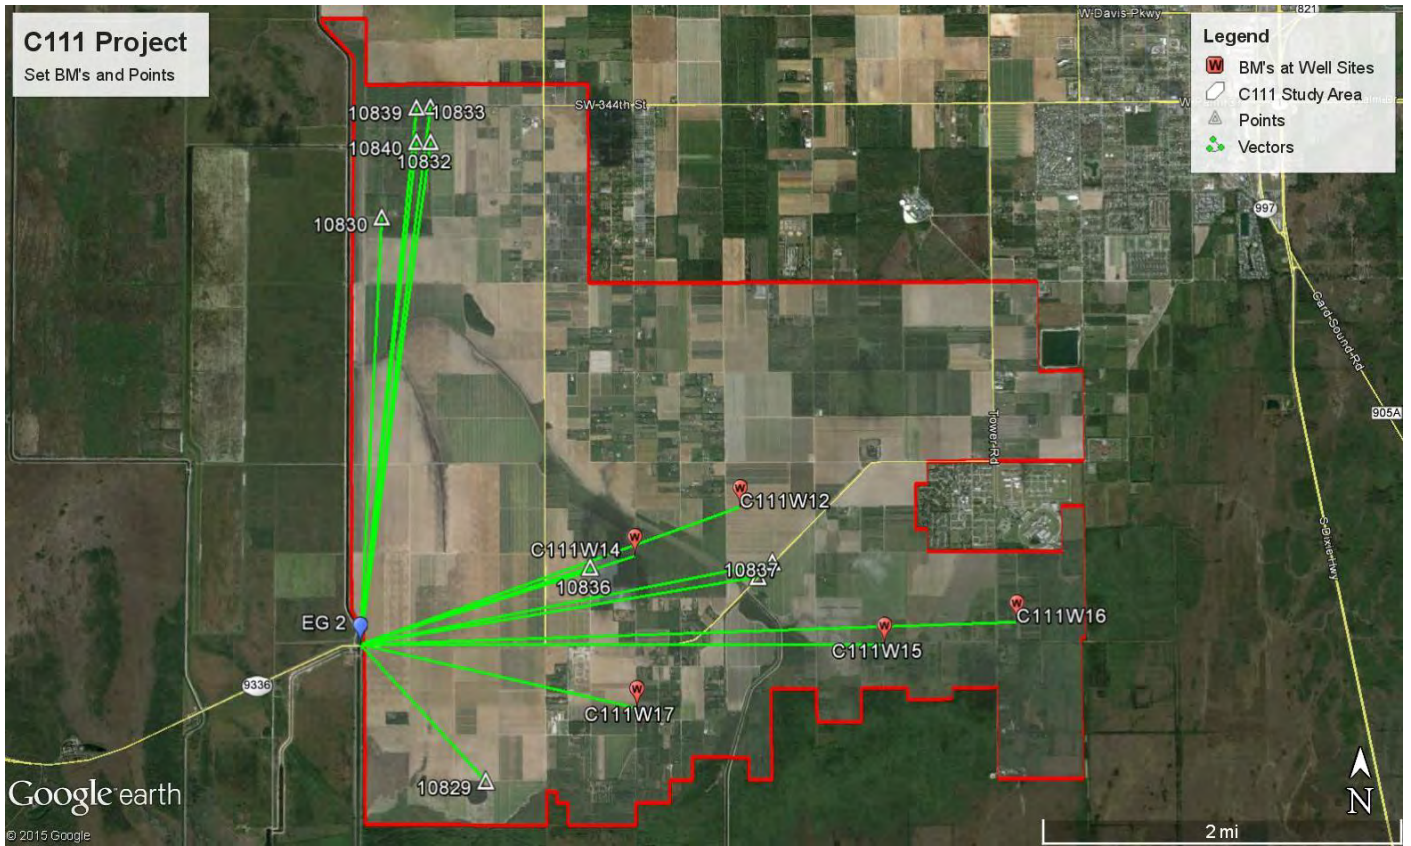 C111 Project
Set BM's and Points
W Davis Pkwy
821
Legend
BM's at Well Sites
C111 Study Area
Points
Vectors
10839
10833
SW 344th St
10840
10832
10830
997
Card Sound Rd
905A
Tower Rd
C111W12
S Dixie Hwy
C111W14
10837
10836
EG 2
C111W16
C111W15
9336
C111W17
10829
Google earth
© 2015 Google
N
2 mi